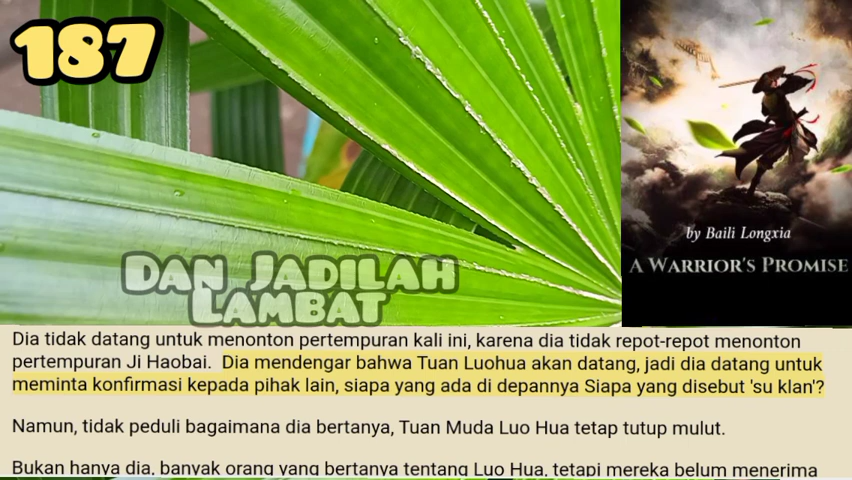 187
by Baili Longxia
A WARRIOR'S PROMISE
DAN JADILAH
LAMBAT
Dia tidak datang untuk menonton pertempuran kali ini, karena dia tidak repot-repot menonton
pertempuran Ji Haobai. Dia mendengar bahwa Tuan Luohua akan datang, jadi dia datang untuk
meminta konfirmasi kepada pihak lain, siapa yang ada di depannya Siapa yang disebut 'su klan'?
Namun, tidak peduli bagaimana dia bertanya, Tuan Muda Luo Hua tetap tutup mulut.
Bukan hanya dia, banyak orang yang bertanya tentang Luo Hua, tetapi mereka belum menerima